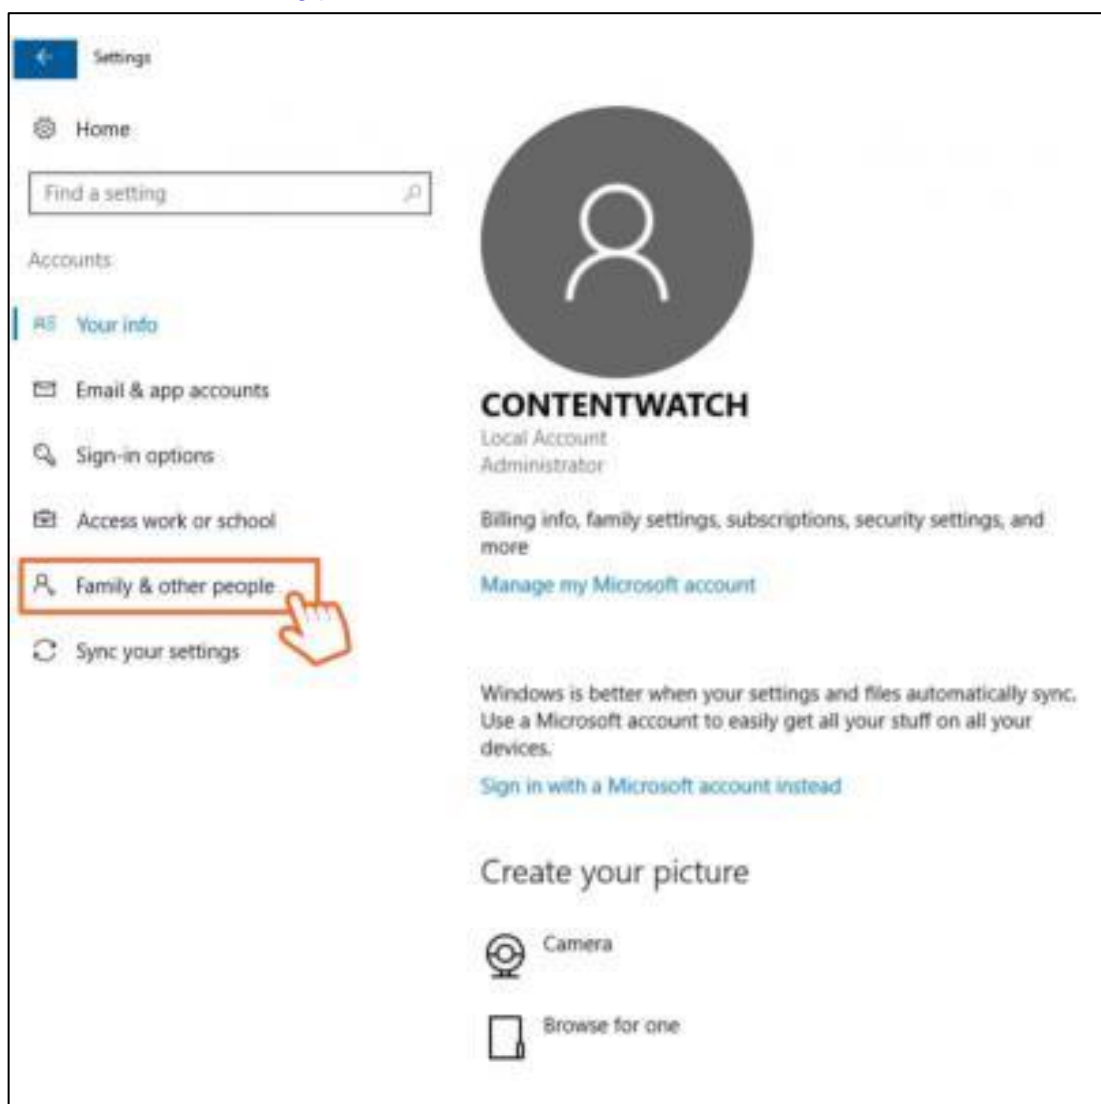 Settings
Home
Find a setting
Accounts
Your info
Email & app accounts
Sign-in options
Access work or school
Family & other people
Sync your settings
CONTENTWATCH
Local Account
Administrator
Billing info, family settings, subscriptions, security settings, and
more
Manage my Microsoft account
Windows is better when your settings and files automatically sync.
Use a Microsoft account to easily get all your stuff on all your
devices.
Sign in with a Microsoft account instead
Create your picture
Camera
Browse for one